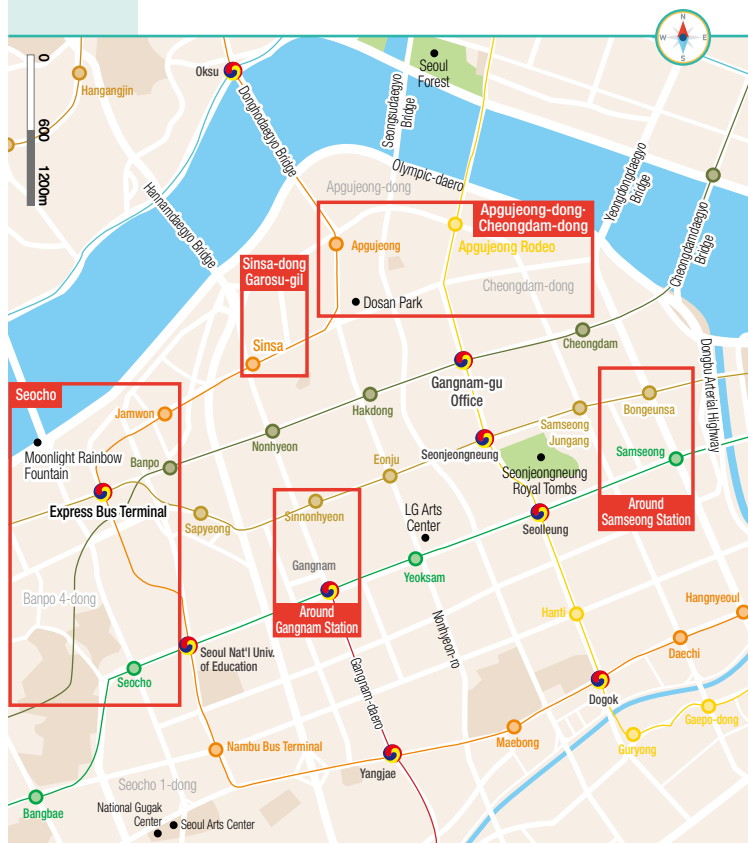 N
W
E
S
0
600
1200m
Hangangjin
Oksu
Donghodaegyo Bridge
Seoul
Forest
Seongsudaegyo
Bridge
Olympic-daero
Apgujeong-dong
Hannamdaegyo Bridge
Yeongdongdaegyo
Bridge
Cheongdamdaegyo
Bridge
Apgujeong-dong·
Cheongdam-dong
Apgujeong
Apgujeong Rodeo
Cheongdam-dong
Sinsa-dong
Garosu-gil
Dosan Park
Sinsa
Cheongdam
Dongbu Arterial Highway
Gangnam-gu
Office
Seocho
Jamwon
Hakdong
Nonhyeon
Samseong
Jungang
Bongeunsa
Moonlight Rainbow
Fountain
Banpo
Eonju
Seonjeongneung
Samseong
Seonjeongneung
Royal Tombs
Express Bus Terminal
Sapyeong
Sinnonhyeon
LG Arts
Center
Around
Samseong Station
Seolleung
Gangnam
Yeoksam
Banpo 4-dong
Around
Gangnam Station
Hanti
Hangnyeoul
Nonhyeon-ro
Daechi
Seoul Nat'l Univ.
of Education
Seocho
Gangnam-daero
Dogok
Gaepo-dong
Guryong
Maebong
Nambu Bus Terminal
Yangjae
Seocho 1-dong
Bangbae
National Gugak
Center
Seoul Arts Center